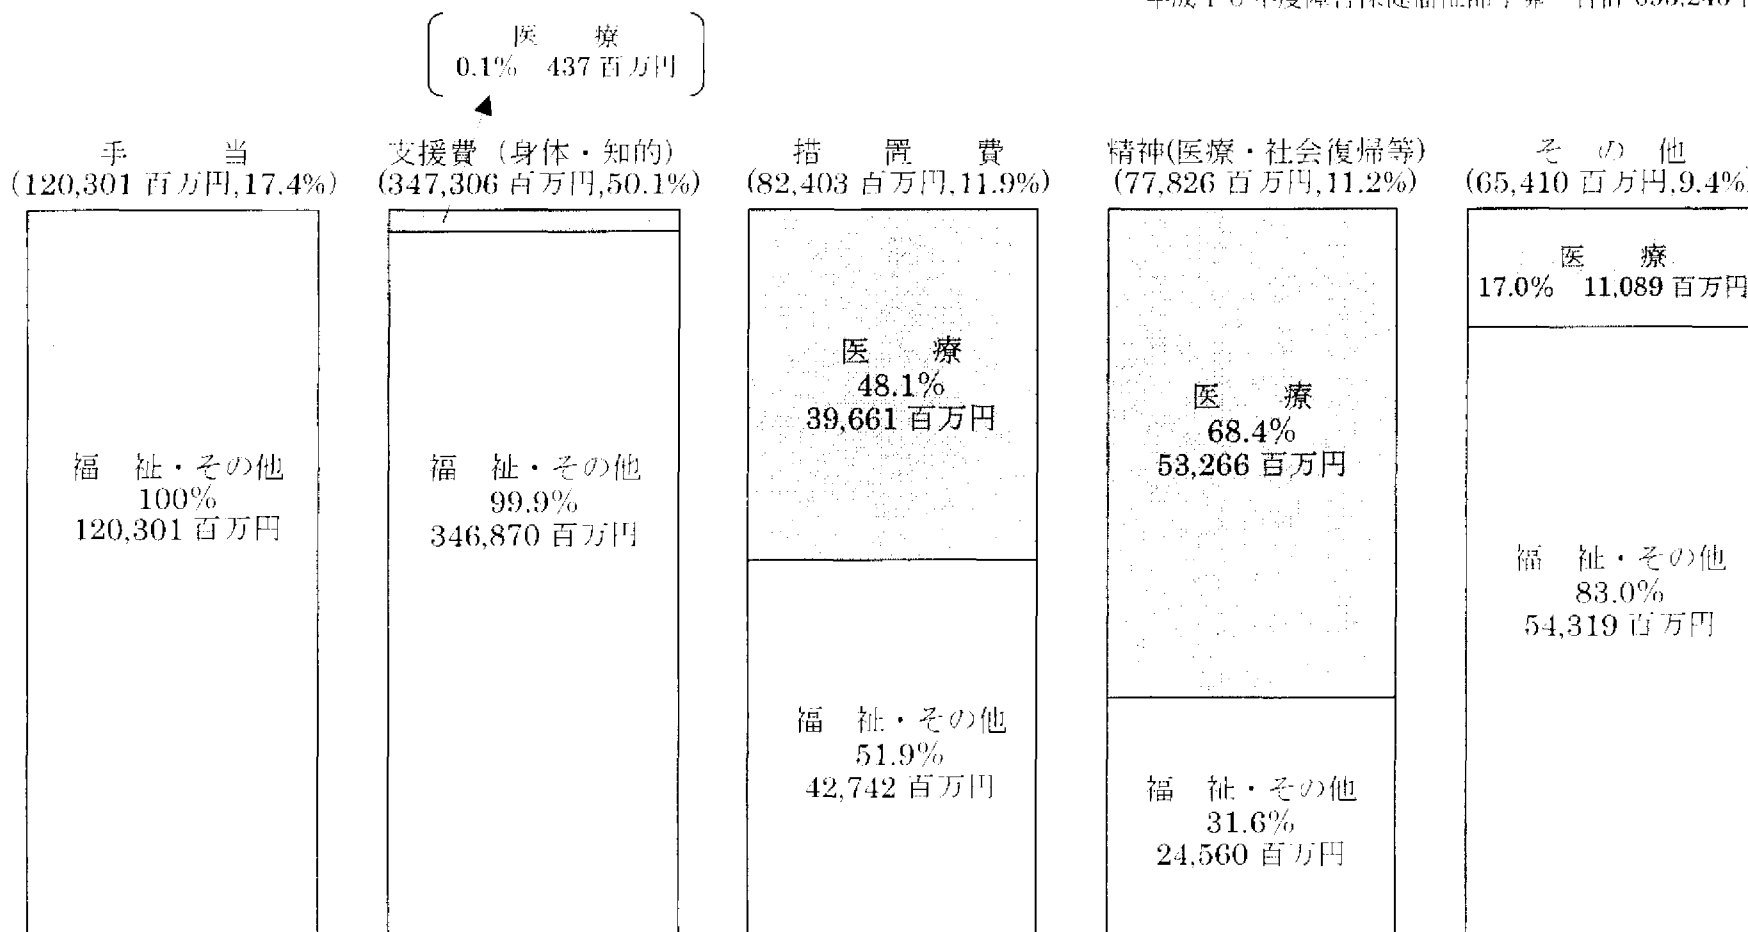 医 療
0.1% 437 百万円
手 当
(120,301 百万円,17.4%)
支援費（身体・知的）
(347,306 百万円,50.1%)
措 置 費
(82,403 百万円,11.9%)
精神(医療・社会復帰等)
(77,826 百万円,11.2%)
そ の 他
(65,410 百万円,9.4%)
福 祉・その他
100%
120,301 百万円
福 祉・その他
99.9%
346,870 百万円
医 療
48.1%
39,661 百万円
福 祉・その他
51.9%
42,742 百万円
医 療
68.4%
53,266 百万円
福 祉・その他
31.6%
24,560 百万円
医 療
17.0% 11,089 百万円
福 祉・その他
83.0%
54,319 百万円